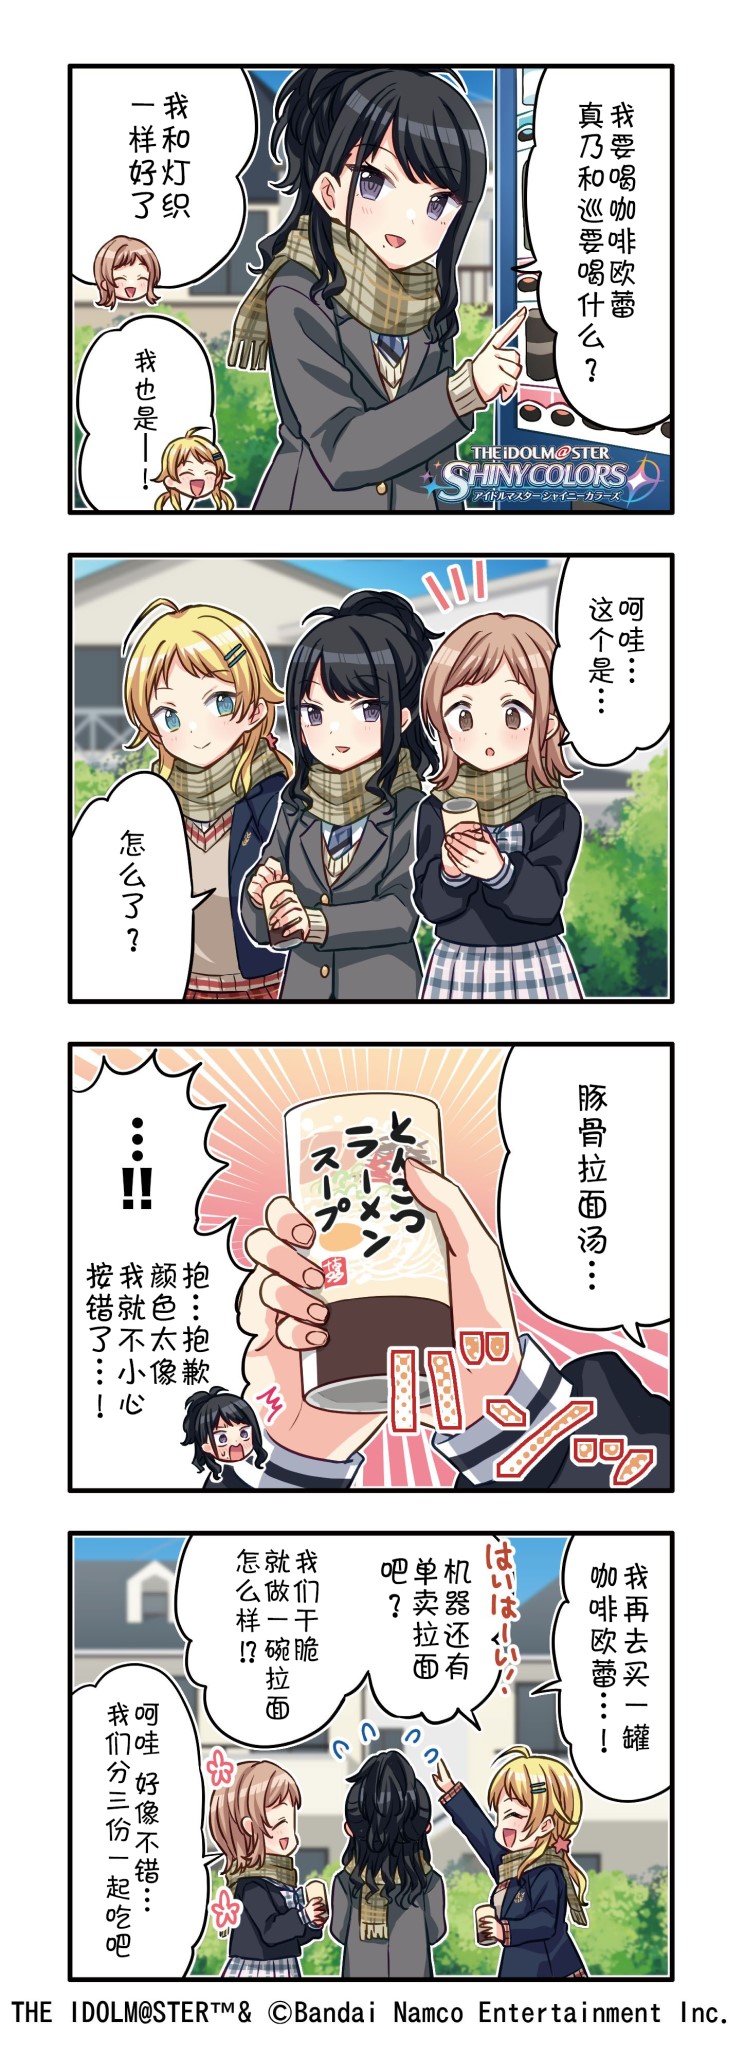 我要喝咖啡欧蕾
真乃和巡要喝什么？
我和灯织
一样好了
我也是——！
THE iDOLM@STER
SHINYCOLORS
アイドルマスター シャイニーカラーズ
呵哇…
这个是…
怎么了？
豚骨拉面汤…
とんこつ
ラーメン
スープ
バンッ
…!!
抱…抱歉
颜色太像
我就不小心
按错了…！
我再去买一罐
咖啡欧蕾…！
はいはーい！
机器还有
单卖拉面
吧？
我们干脆
就做一碗拉面
怎么样!?
呵哇 好像不错…
我们分三份一起吃吧
THE IDOLM@STER™& ©Bandai Namco Entertainment Inc.